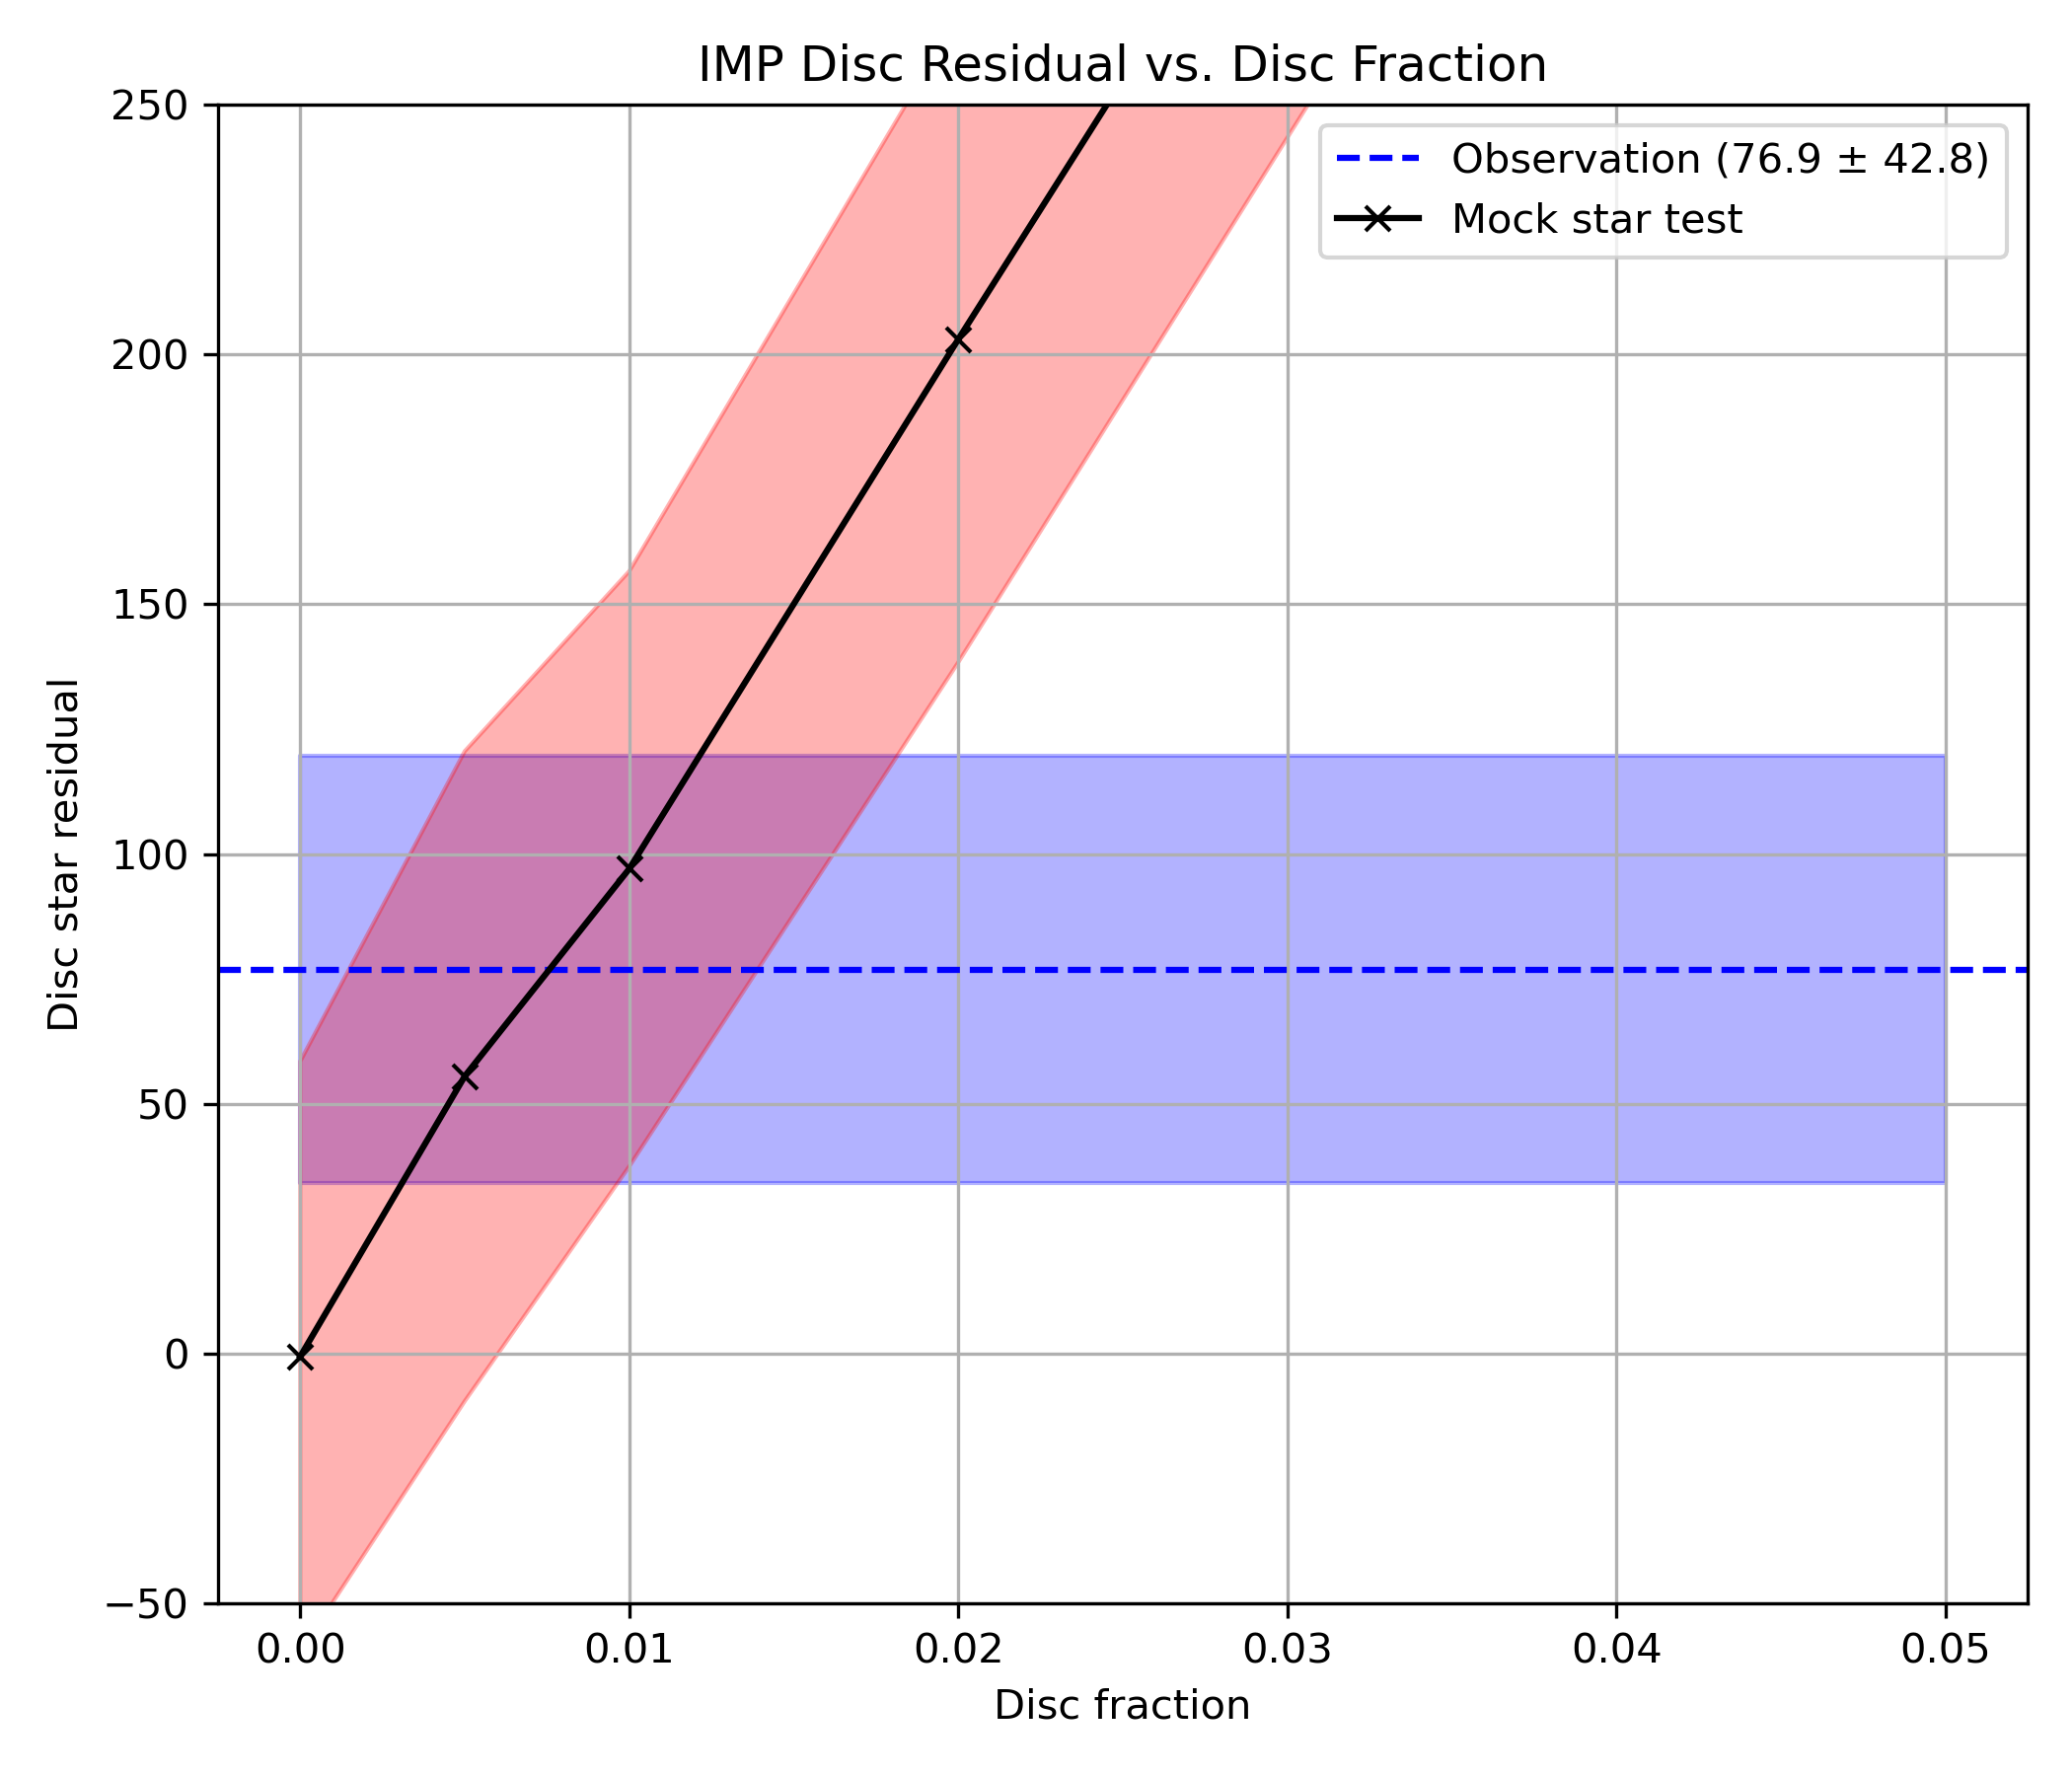 IMP Disc Residual vs. Disc Fraction
250
200
150
100
50
0
−50
Disc star residual
Observation (76.9 ± 42.8)
Mock star test
0.00 0.01 0.02 0.03 0.04 0.05
Disc fraction